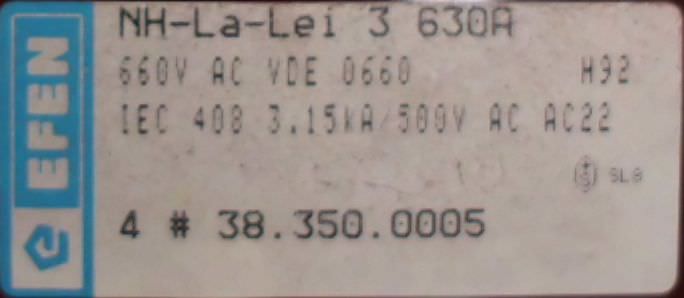 EFEN
NH-La-Lei 3 630A
660V AC VDE 0660 H92
IEC 408 3.15kA/500V AC AC22
SL8
4 # 38.350.0005